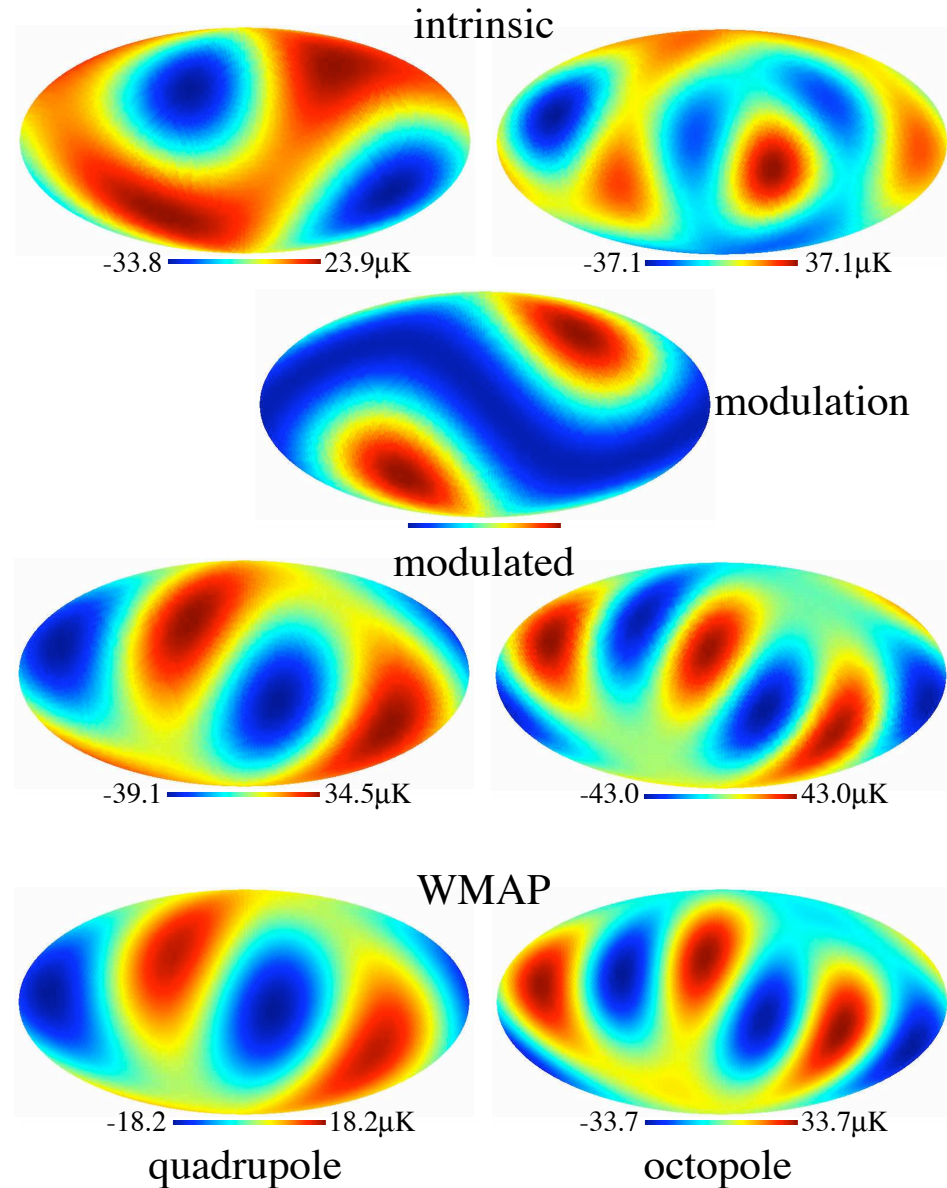 intrinsic
-33.8 23.9μK
-37.1 37.1μK
modulation
modulated
-39.1 34.5μK
-43.0 43.0μK
WMAP
-18.2 18.2μK
-33.7 33.7μK
quadrupole
octopole